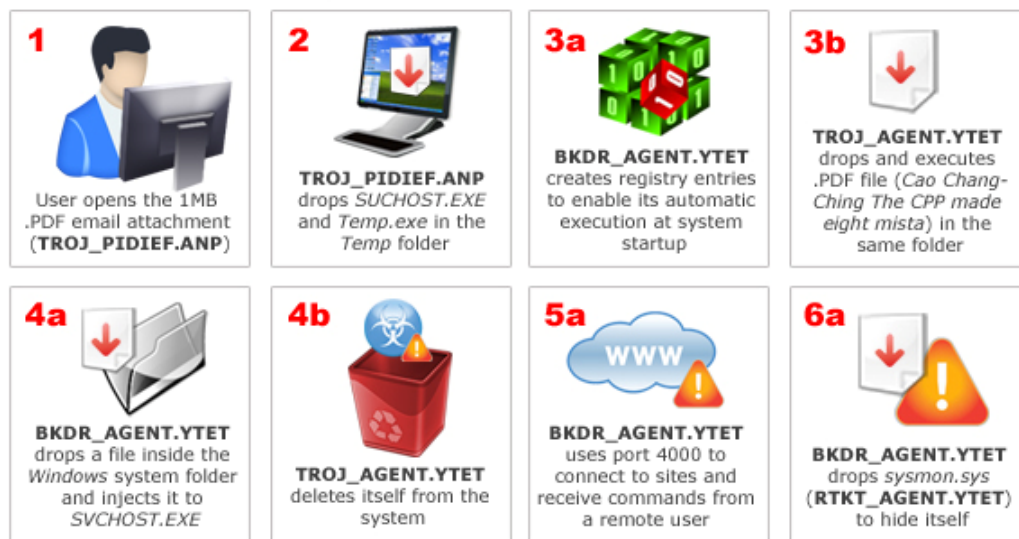 1
User opens the 1MB
.PDF email attachment
(TROJ_PIDIEF.ANP)
2
TROJ_PIDIEF.ANP
drops SUCHOST.EXE
and Temp.exe in the
Temp folder
3a
BKDR_AGENT.YTET
creates registry entries
to enable its automatic
execution at system
startup
3b
TROJ_AGENT.YTET
drops and executes
.PDF file (Cao Chang-
Ching The CPP made
eight mista) in the
same folder
4a
BKDR_AGENT.YTET
drops a file inside the
Windows system folder
and injects it to
SVCHOST.EXE
4b
TROJ_AGENT.YTET
deletes itself from the
system
5a
WWW
BKDR_AGENT.YTET
uses port 4000 to
connect to sites and
receive commands from
a remote user
6a
BKDR_AGENT.YTET
drops sysmon.sys
(RTKT_AGENT.YTET)
to hide itself